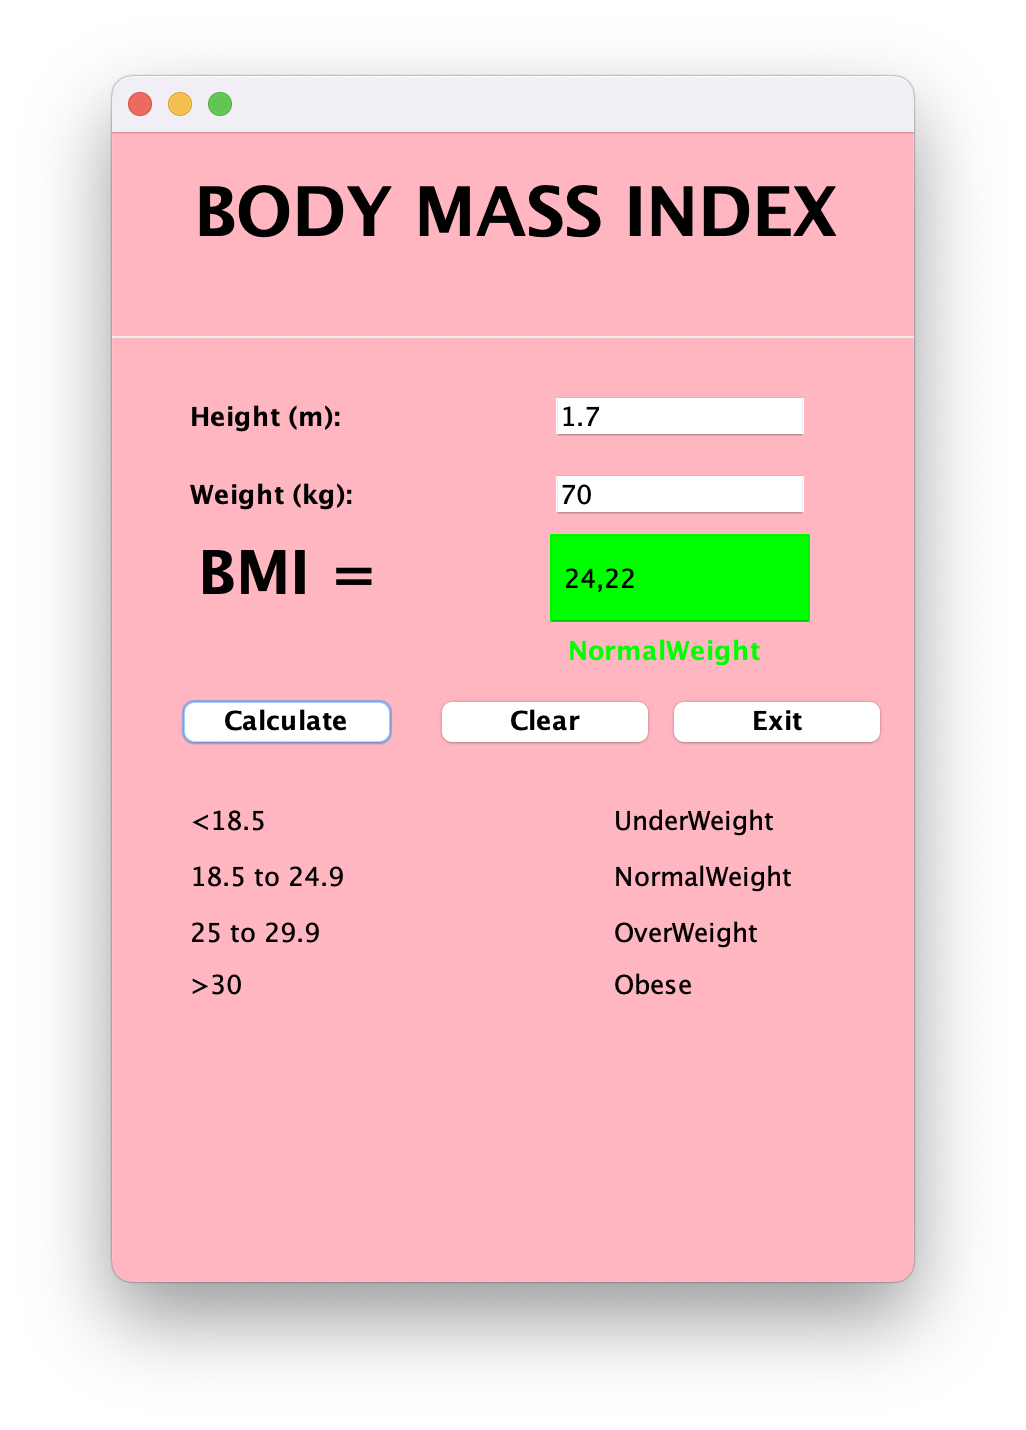 BODY MASS INDEX
Height (m): 1.7
Weight (kg): 70
BMI = 24,22
NormalWeight
Calculate Clear Exit
<18.5 UnderWeight
18.5 to 24.9 NormalWeight
25 to 29.9 OverWeight
>30 Obese